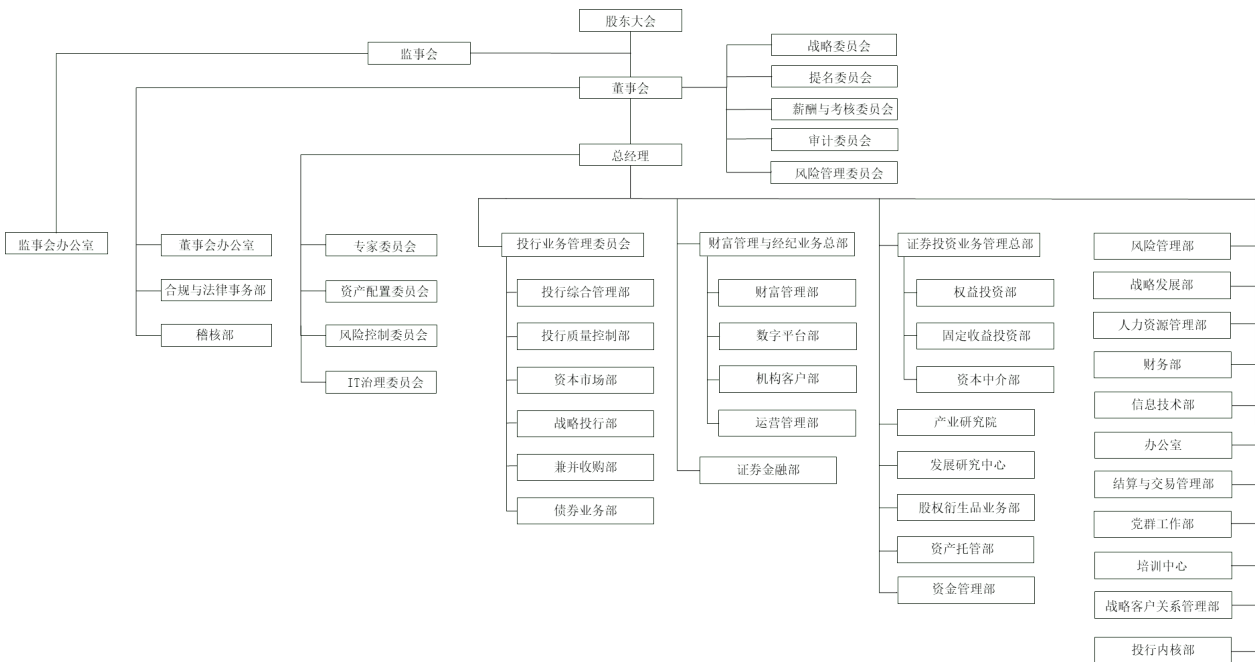 股东大会
监事会
董事会
战略委员会
提名委员会
薪酬与考核委员会
审计委员会
风险管理委员会
总经理
监事会办公室
董事会办公室
合规与法律事务部
稽核部
专家委员会
资产配置委员会
风险控制委员会
IT治理委员会
投行业务管理委员会
投行综合管理部
投行质量控制部
资本市场部
战略投行部
兼并收购部
债券业务部
财富管理与经纪业务总部
财富管理部
数字平台部
机构客户部
运营管理部
证券金融部
证券投资业务管理总部
权益投资部
固定收益投资部
资本中介部
产业研究院
发展研究中心
股权衍生品业务部
资产托管部
资金管理部
风险管理部
战略发展部
人力资源管理部
财务部
信息技术部
办公室
结算与交易管理部
党群工作部
培训中心
战略客户关系管理部
投行内核部